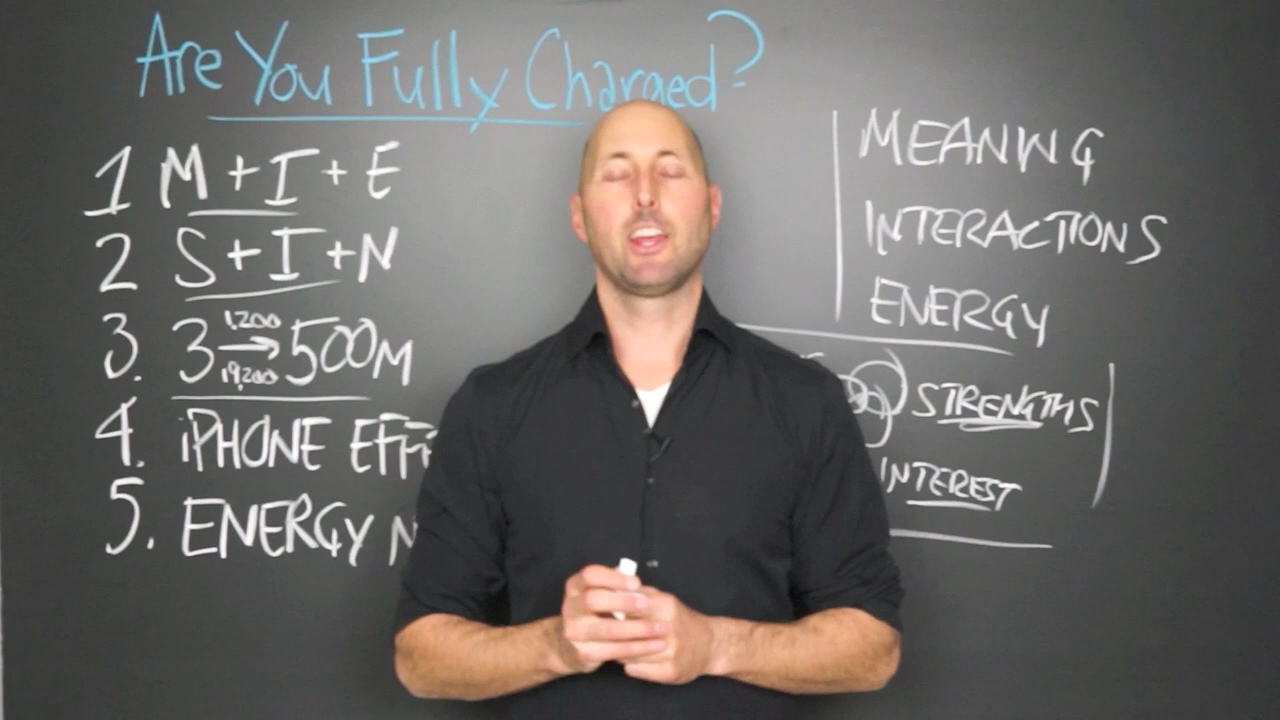 Are You Fully Charged?
1 M + I + E
2 S + I + N
3. 3 1,200 → 19,200 500M
4. iPHONE
5. ENERGY
MEANING
INTERACTIONS
ENERGY
STRENGTHS
INTEREST